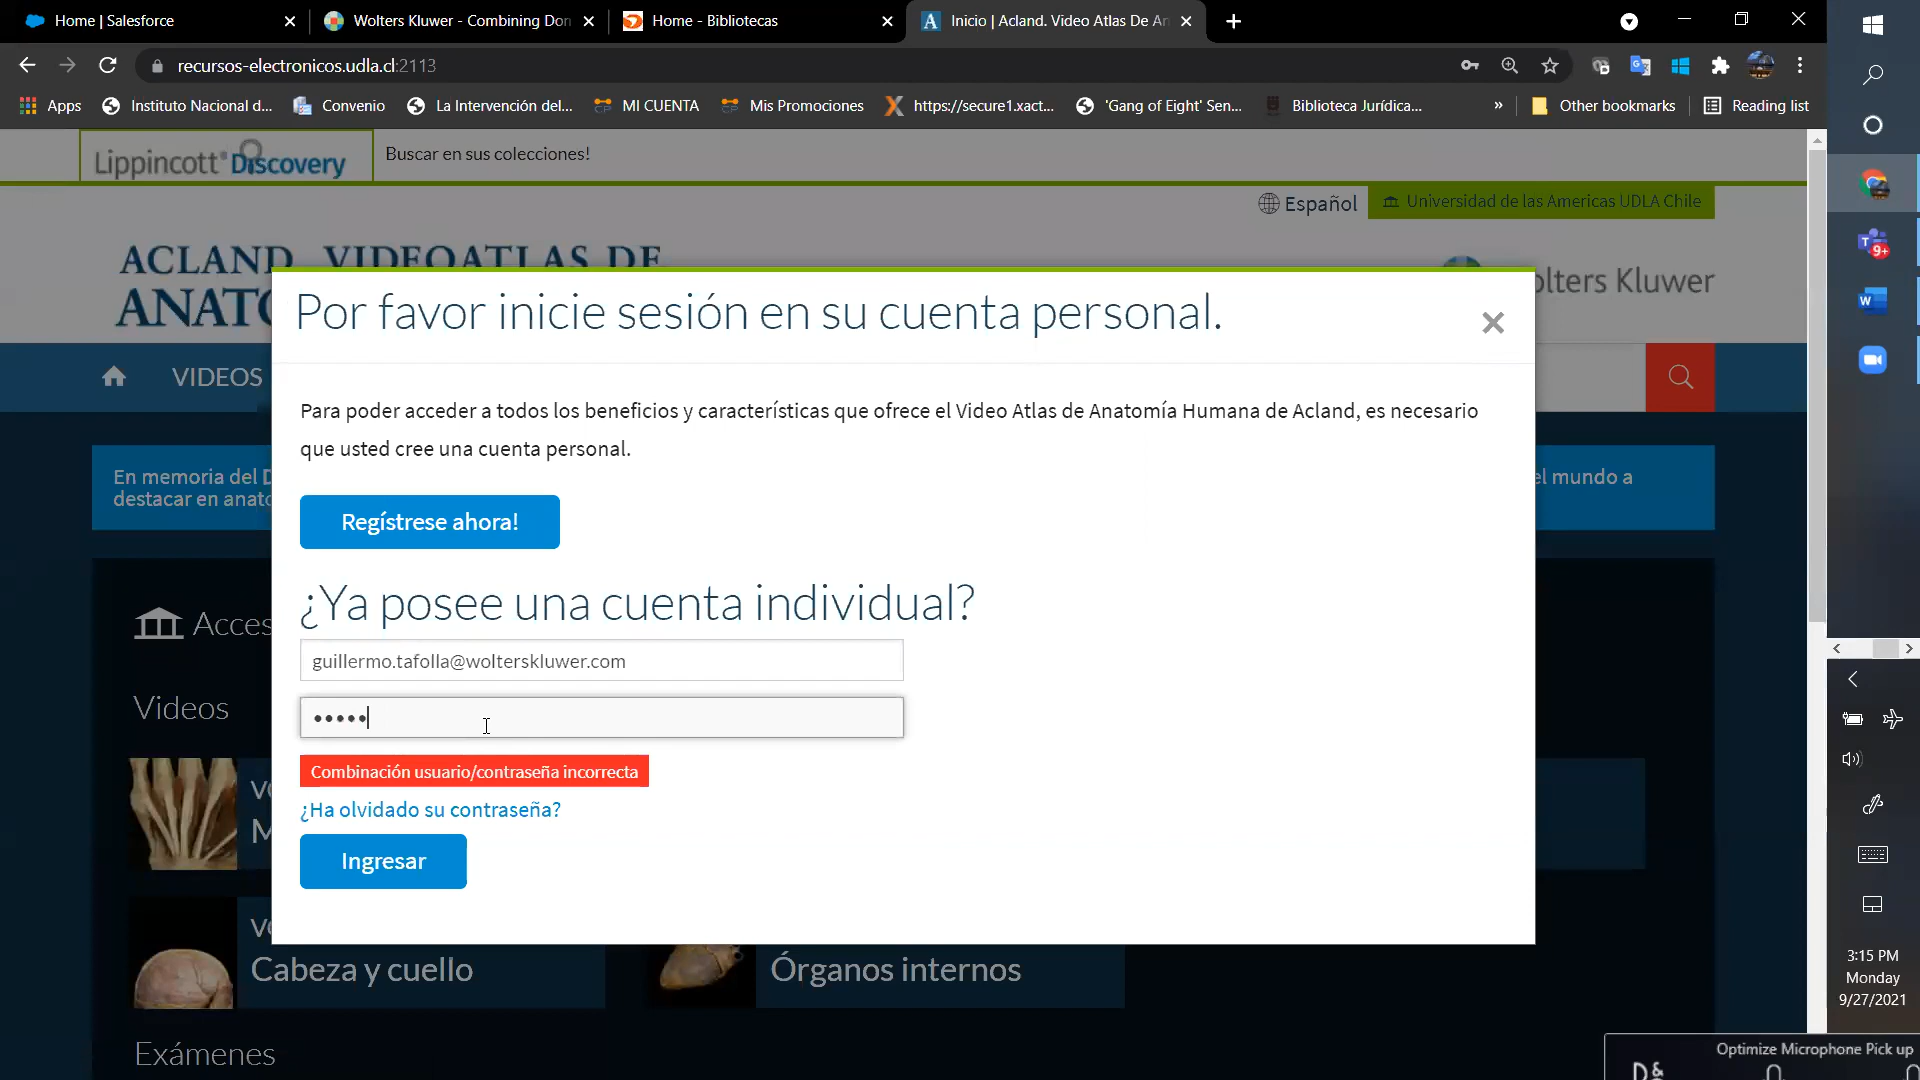 Home | Salesforce
Wolters Kluwer - Combining Don
Home - Bibliotecas
Inicio | Acland. Video Atlas De An
recursos-electronicos.udla.cl:2113
Apps
Instituto Nacional d...
Convenio
La Intervención del...
MI CUENTA
Mis Promociones
https://secure1.xact...
'Gang of Eight' Sen...
Biblioteca Jurídica...
»
Other bookmarks
Reading list
Lippincott® Discovery
Buscar en sus colecciones!
Español
Universidad de las Americas UDLA Chile
ACLAND. VIDEOATLAS DE
ANATO
olters Kluwer
Por favor inicie sesión en su cuenta personal.
VIDEOS
Para poder acceder a todos los beneficios y características que ofrece el Video Atlas de Anatomía Humana de Acland, es necesario
que usted cree una cuenta personal.
En memoria del D
el mundo a
destacar en anato
Regístrese ahora!
¿Ya posee una cuenta individual?
Acces
guillermo.tafolla@wolterskluwer.com
Videos
•••••
Combinación usuario/contraseña incorrecta
¿Ha olvidado su contraseña?
Ingresar
Cabeza y cuello
Órganos internos
Exámenes
9+
3:15 PM
Monday
9/27/2021
Optimize Microphone Pick up